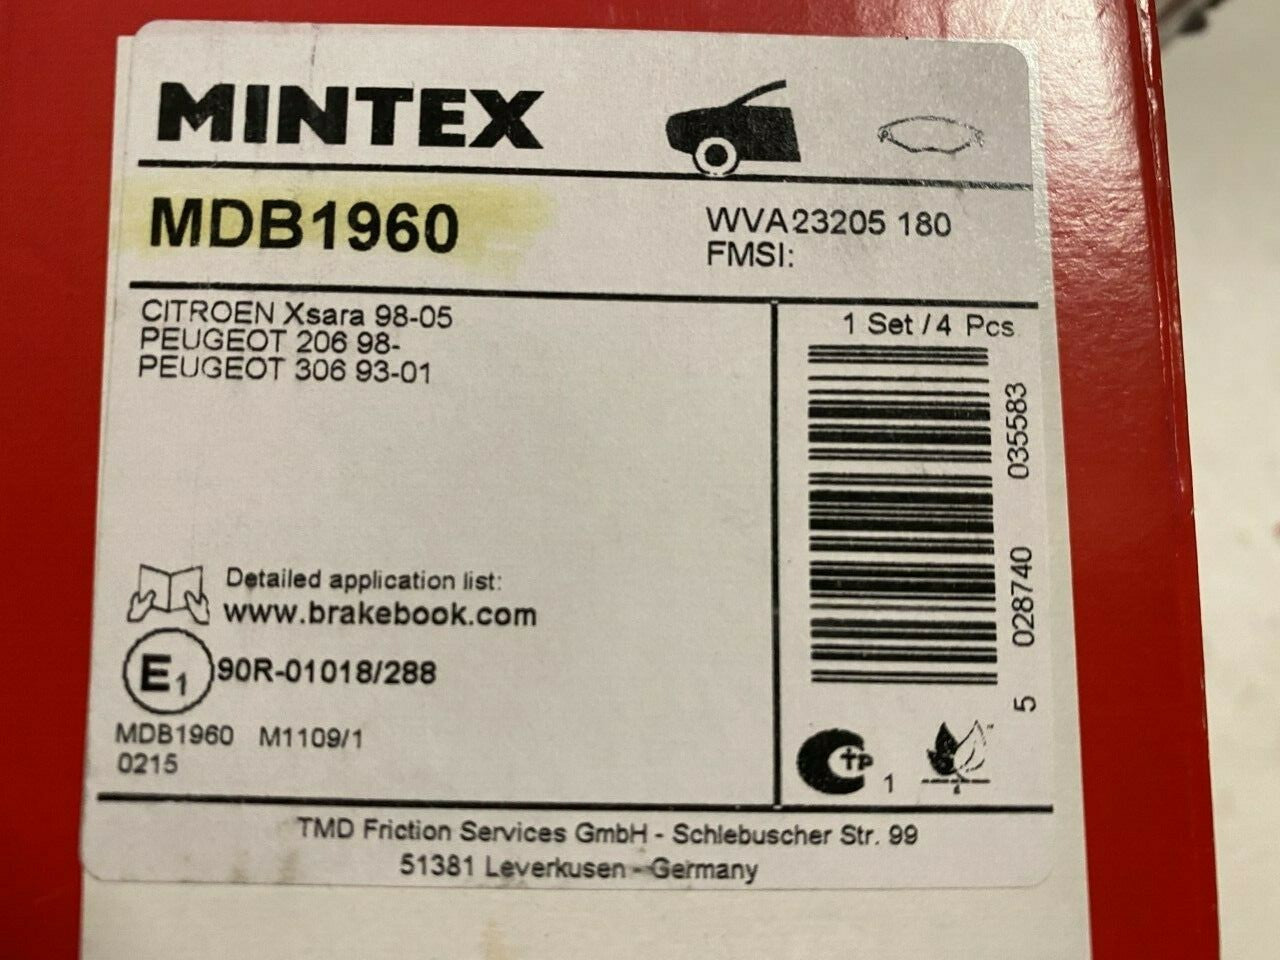 MINTEX
MDB1960
WVA23205 180
FMSI:
CITROEN Xsara 98-05
PEUGEOT 206 98-
PEUGEOT 306 93-01
1 Set / 4 Pcs
5 028740 035583
Detailed application list:
www.brakebook.com
E1 90R-01018/288
MDB1960 M1109/1
0215
CTP 1
TMD Friction Services GmbH - Schlebuscher Str. 99
51381 Leverkusen - Germany